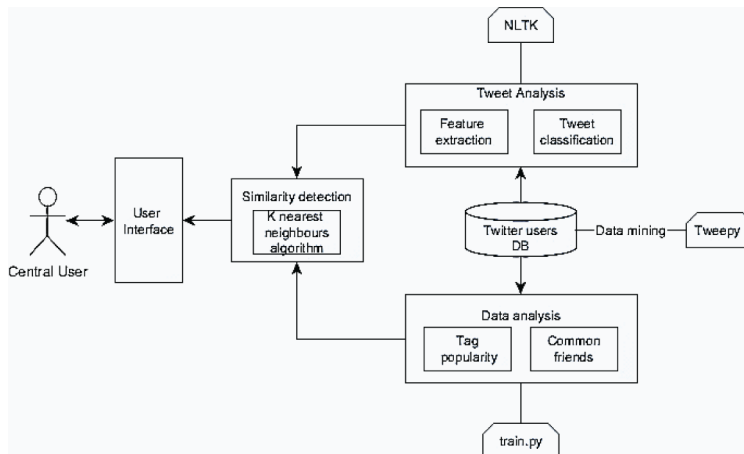 NLTK
Tweet Analysis
Feature
extraction
Tweet
classification
Similarity detection
K nearest
neighbours
algorithm
User
Interface
Central User
Twitter users
DB
Data mining
Tweepy
Data analysis
Tag
popularity
Common
friends
train.py